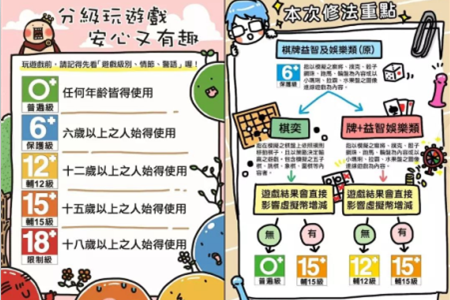 分級玩遊戲
安心又有趣
玩遊戲前,請記得先看「遊戲級別、情節、警語」喔!
0+
普遍級
任何年齡皆得使用
6+
保護級
六歲以上之人始得使用
12+
輔12級
十二歲以上之人始得使用
15+
輔15級
十五歲以上之人始得使用
18+
限制級
十八歲以上之人始得使用
本次修法重點
棋牌益智及娛樂類(原)
6+
保護級
棋奕
牌+益智娛樂類
遊戲結果會直接
影響虛擬幣增減
無
有
0+
普遍級
15+
輔15級
遊戲結果會直接
影響虛擬幣增減
無
有
12+
輔12級
15+
輔15級